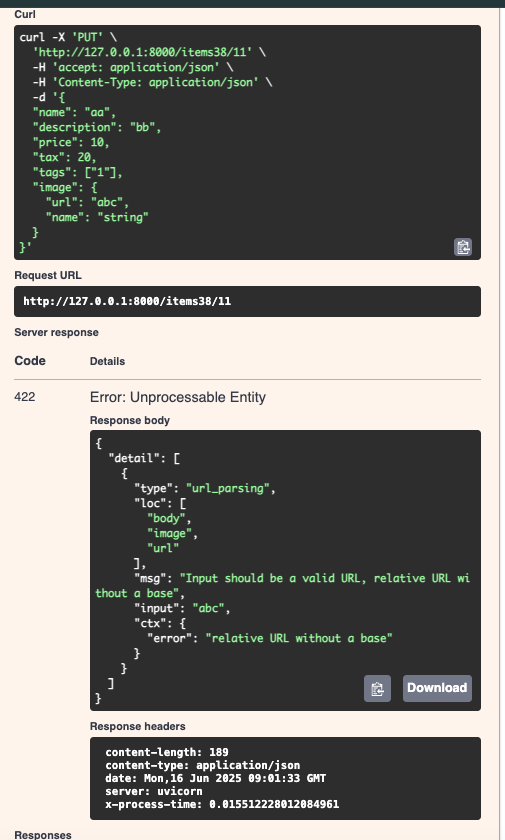 Curl
curl -X 'PUT' \
'http://127.0.0.1:8000/items38/11' \
-H 'accept: application/json' \
-H 'Content-Type: application/json' \
-d '{
"name": "aa",
"description": "bb",
"price": 10,
"tax": 20,
"tags": ["1"],
"image": {
"url": "abc",
"name": "string"
}
}'
Request URL
http://127.0.0.1:8000/items38/11
Server response
Code Details
422 Error: Unprocessable Entity
Response body
{
"detail": [
{
"type": "url_parsing",
"loc": [
"body",
"image",
"url"
],
"msg": "Input should be a valid URL, relative URL wi
thout a base",
"input": "abc",
"ctx": {
"error": "relative URL without a base"
}
}
]
}
Download
Response headers
content-length: 189
content-type: application/json
date: Mon,16 Jun 2025 09:01:33 GMT
server: uvicorn
x-process-time: 0.015512228012084961
Responses